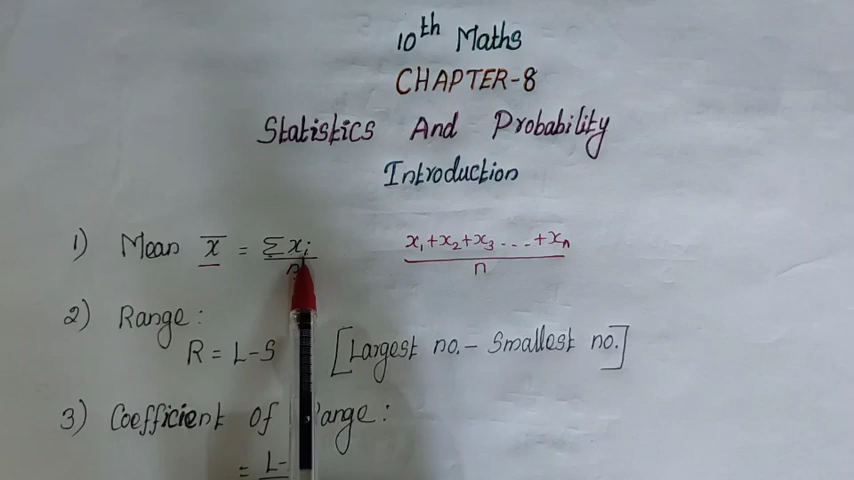 10th Maths
CHAPTER-8
Statistics And Probability
Introduction
1) Mean x̄ = Σxi / n    x₁+x₂+x₃...+xₙ / n
2) Range:
R = L-S [Largest no. - Smallest no.]
3) Coefficient of ange:
= L-